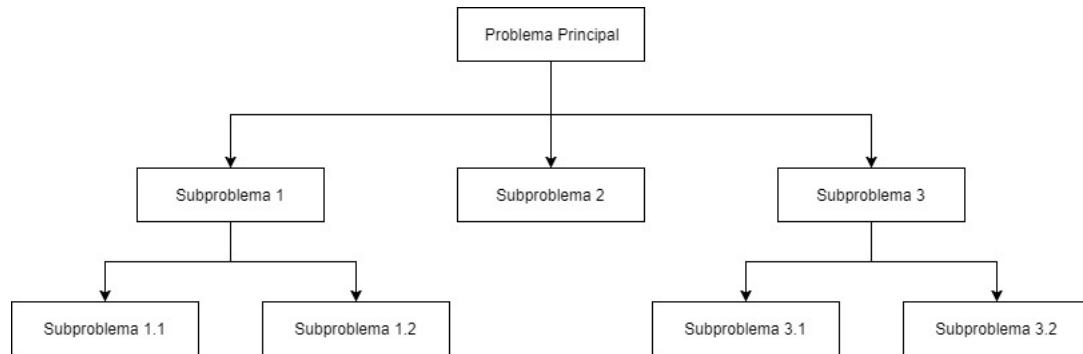 Problema Principal
Subproblema 1
Subproblema 2
Subproblema 3
Subproblema 1.1
Subproblema 1.2
Subproblema 3.1
Subproblema 3.2